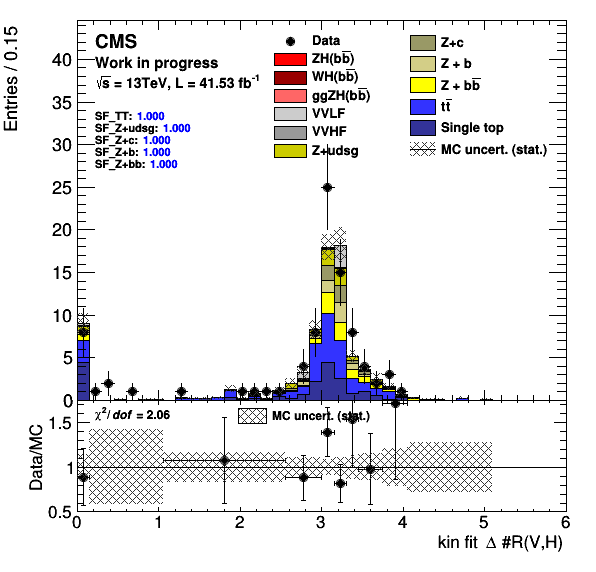 Entries / 0.15
40
35
30
25
20
15
10
5
0
CMS
Work in progress
√s = 13TeV, L = 41.53 fb⁻¹
SF_TT: 1.000
SF_Z+udsg: 1.000
SF_Z+c: 1.000
SF_Z+b: 1.000
SF_Z+bb: 1.000
Data
ZH(bb̅)
WH(bb̅)
ggZH(bb̅)
VVLF
VVHF
Z+udsg
Z+c
Z + b
Z + bb̅
tt̅
Single top
MC uncert. (stat.)
Data/MC
1.5
1
0.5
χ²/dof = 2.06
MC uncert. (stat.)
0 1 2 3 4 5 6
kin fit Δ #R(V,H)